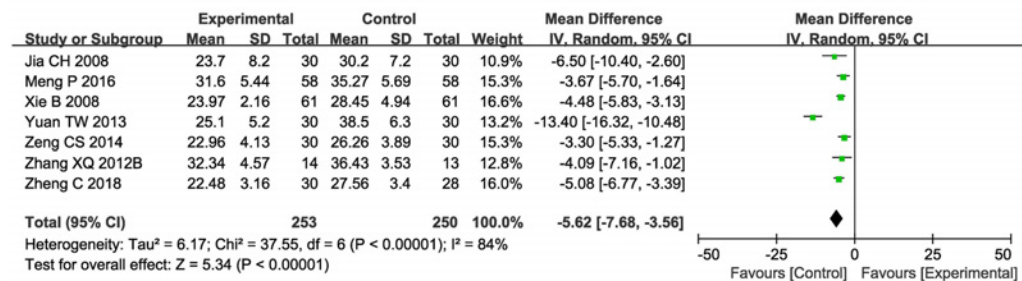 Experimental Control Mean Difference Mean Difference
Study or Subgroup Mean SD Total Mean SD Total Weight IV, Random, 95% CI IV, Random, 95% CI
Jia CH 2008 23.7 8.2 30 30.2 7.2 30 10.9% -6.50 [-10.40, -2.60]
Meng P 2016 31.6 5.44 58 35.27 5.69 58 15.3% -3.67 [-5.70, -1.64]
Xie B 2008 23.97 2.16 61 28.45 4.94 61 16.6% -4.48 [-5.83, -3.13]
Yuan TW 2013 25.1 5.2 30 38.5 6.3 30 13.2% -13.40 [-16.32, -10.48]
Zeng CS 2014 22.96 4.13 30 26.26 3.89 30 15.3% -3.30 [-5.33, -1.27]
Zhang XQ 2012B 32.34 4.57 14 36.43 3.53 13 12.8% -4.09 [-7.16, -1.02]
Zheng C 2018 22.48 3.16 30 27.56 3.4 28 16.0% -5.08 [-6.77, -3.39]
Total (95% CI) 253 250 100.0% -5.62 [-7.68, -3.56]
Heterogeneity: Tau² = 6.17; Chi² = 37.55, df = 6 (P < 0.00001); I² = 84%
Test for overall effect: Z = 5.34 (P < 0.00001)
-50 -25 0 25 50
Favours [Control] Favours [Experimental]